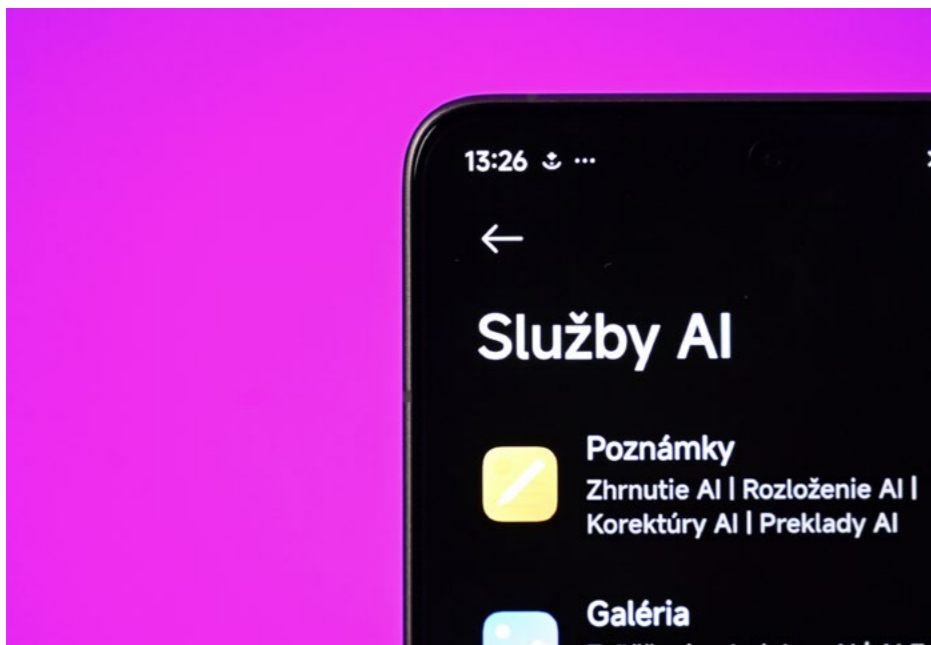 13:26
Služby AI
Poznámky
Zhrnutie AI | Rozloženie AI |
Korektúry AI | Preklady AI
Galéria